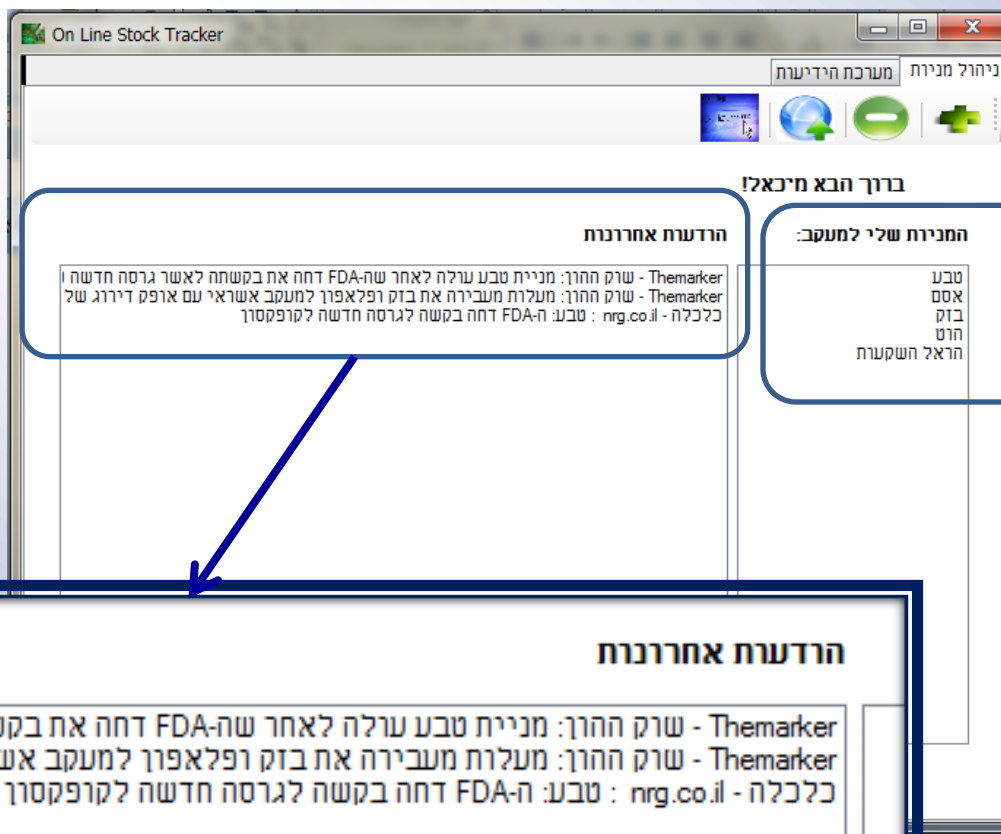 On Line Stock Tracker
ניהול מניות
מערכת הידיעות
ברוך הבא מיכאל!
המניות שלי למעקב:
טבע
אסם
בזק
הוט
הראל השקעות
הודעות אחרונות
Themarker - שוק ההון: מניית טבע עולה לאחר שה-FDA דחה את בקשתה לאשר גרסה חדשה
Themarker - שוק ההון: מעלות מעבירה את בזק ופלאפון למעקב אשראי עם אופק דירוג של
כלכלה - nrg.co.il : טבע: ה-FDA דחה בקשה לגרסה חדשה לקופקסון
הודעות אחרונות
Themarker - שוק ההון: מניית טבע עולה לאחר שה-FDA דחה את
Themarker - שוק ההון: מעלות מעבירה את בזק ופלאפון למעקב
כלכלה - nrg.co.il : טבע: ה-FDA דחה בקשה לגרסה חדשה לקופקסון